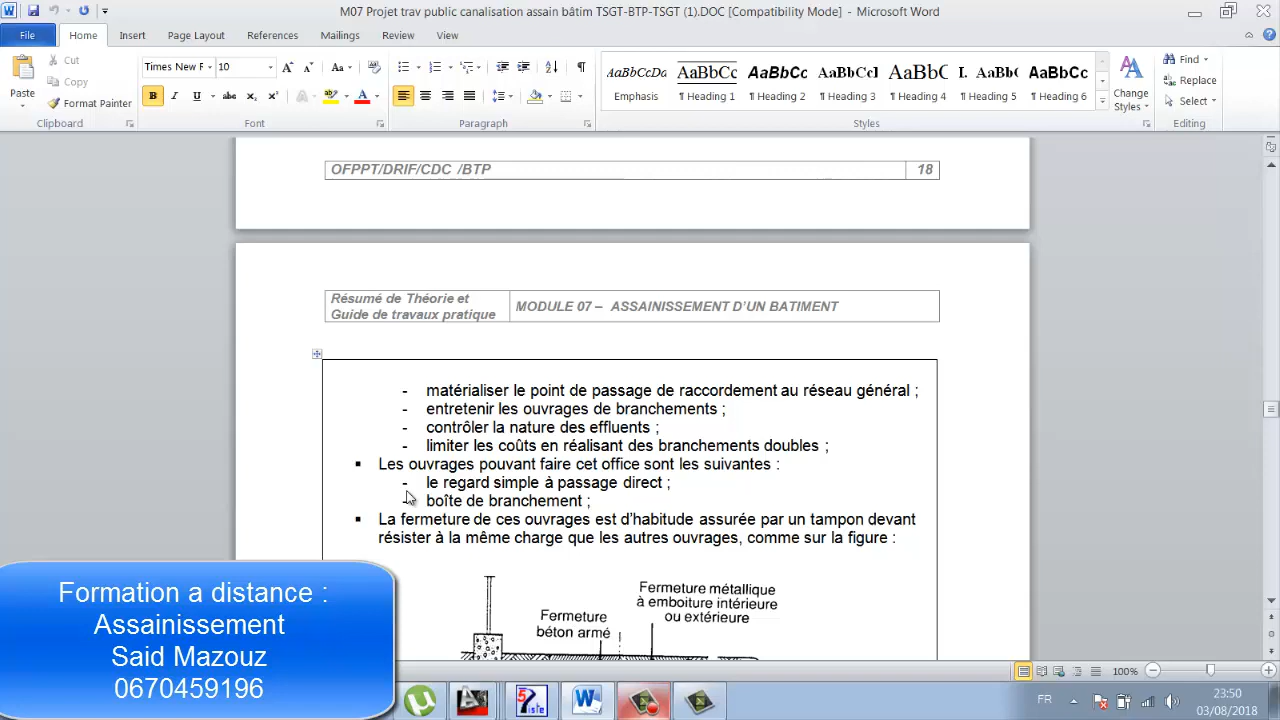 M07 Projet trav public canalisation assain bâtim TSGT-BTP-TSGT (1).DOC [Compatibility Mode] - Microsoft Word
File Home Insert Page Layout References Mailings Review View
Cut
Copy
Format Painter
Paste
Times New F 10
AaBbCcDa AaBbCc AaBbCc AaBbCcI AaBbC I. AaBbC AaBbCc
Emphasis ¶ Heading 1 ¶ Heading 2 ¶ Heading 3 ¶ Heading 4 ¶ Heading 5 ¶ Heading 6
Change
Styles
Find
Replace
Select
Clipboard Font Paragraph Styles Editing
OFPPT/DRIF/CDC /BTP 18
Résumé de Théorie et
Guide de travaux pratique
MODULE 07 – ASSAINISSEMENT D'UN BATIMENT
- matérialiser le point de passage de raccordement au réseau général ;
- entretenir les ouvrages de branchements ;
- contrôler la nature des effluents ;
- limiter les coûts en réalisant des branchements doubles ;
▪ Les ouvrages pouvant faire cet office sont les suivantes :
- le regard simple à passage direct ;
- boîte de branchement ;
▪ La fermeture de ces ouvrages est d'habitude assurée par un tampon devant
résister à la même charge que les autres ouvrages, comme sur la figure :
Fermeture
béton armé
Fermeture métallique
à emboiture intérieure
ou extérieure
Formation a distance :
Assainissement
Said Mazouz
0670459196
100%
FR
23:50
03/08/2018